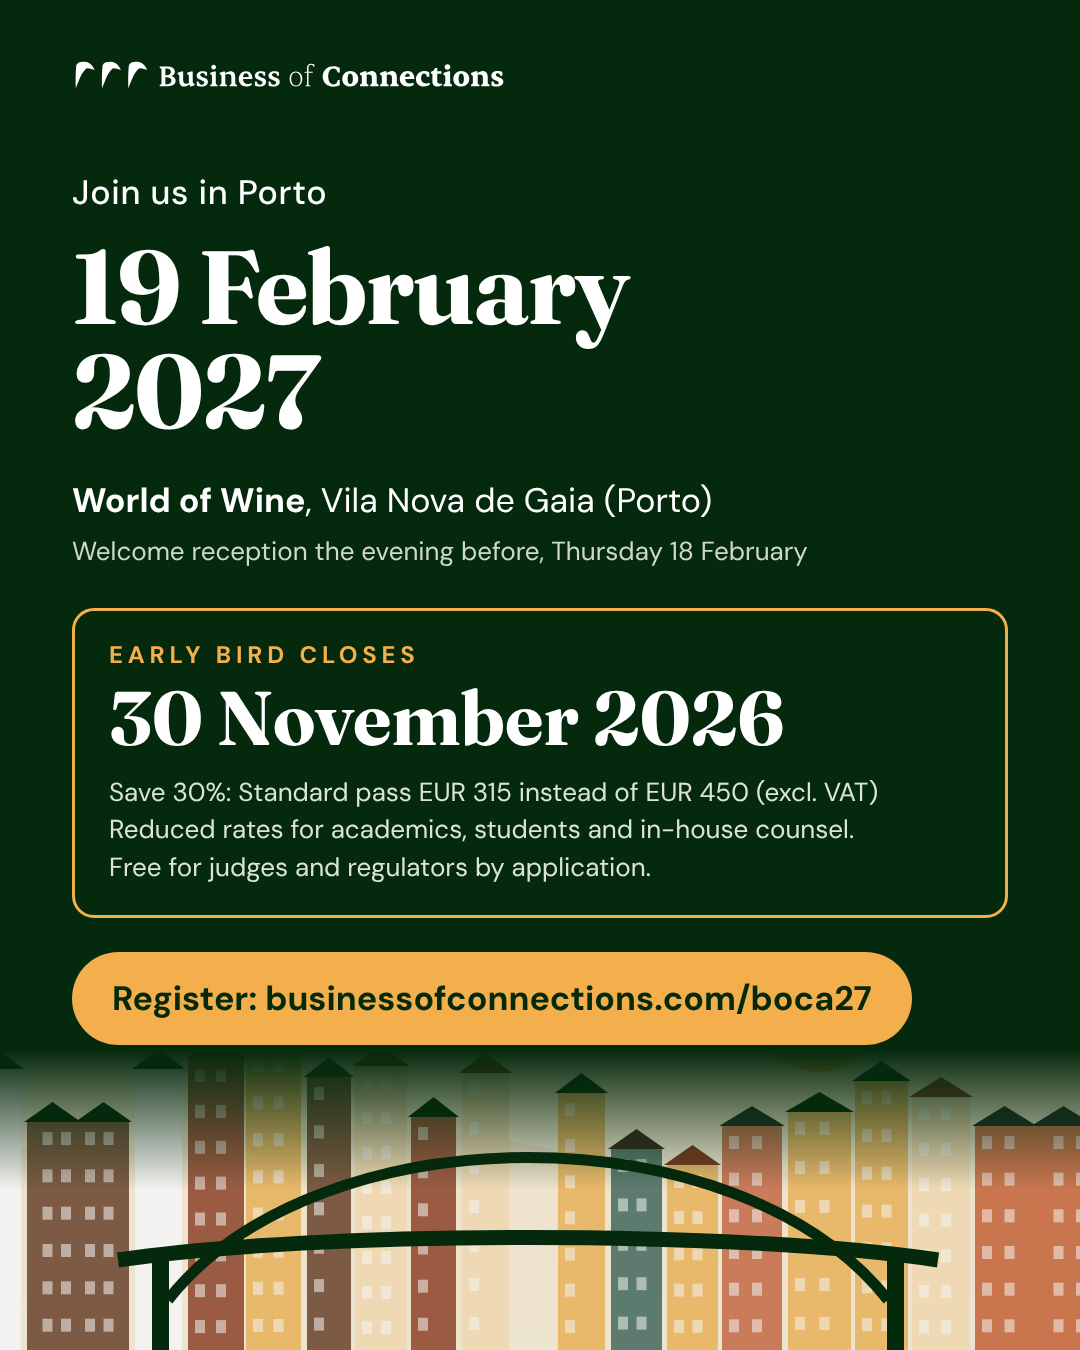 Business of Connections
Join us in Porto
19 February
2027
World of Wine, Vila Nova de Gaia (Porto)
Welcome reception the evening before, Thursday 18 February
EARLY BIRD CLOSES
30 November 2026
Save 30%: Standard pass EUR 315 instead of EUR 450 (excl. VAT)
Reduced rates for academics, students and in-house counsel.
Free for judges and regulators by application.
Register: businessofconnections.com/boca27